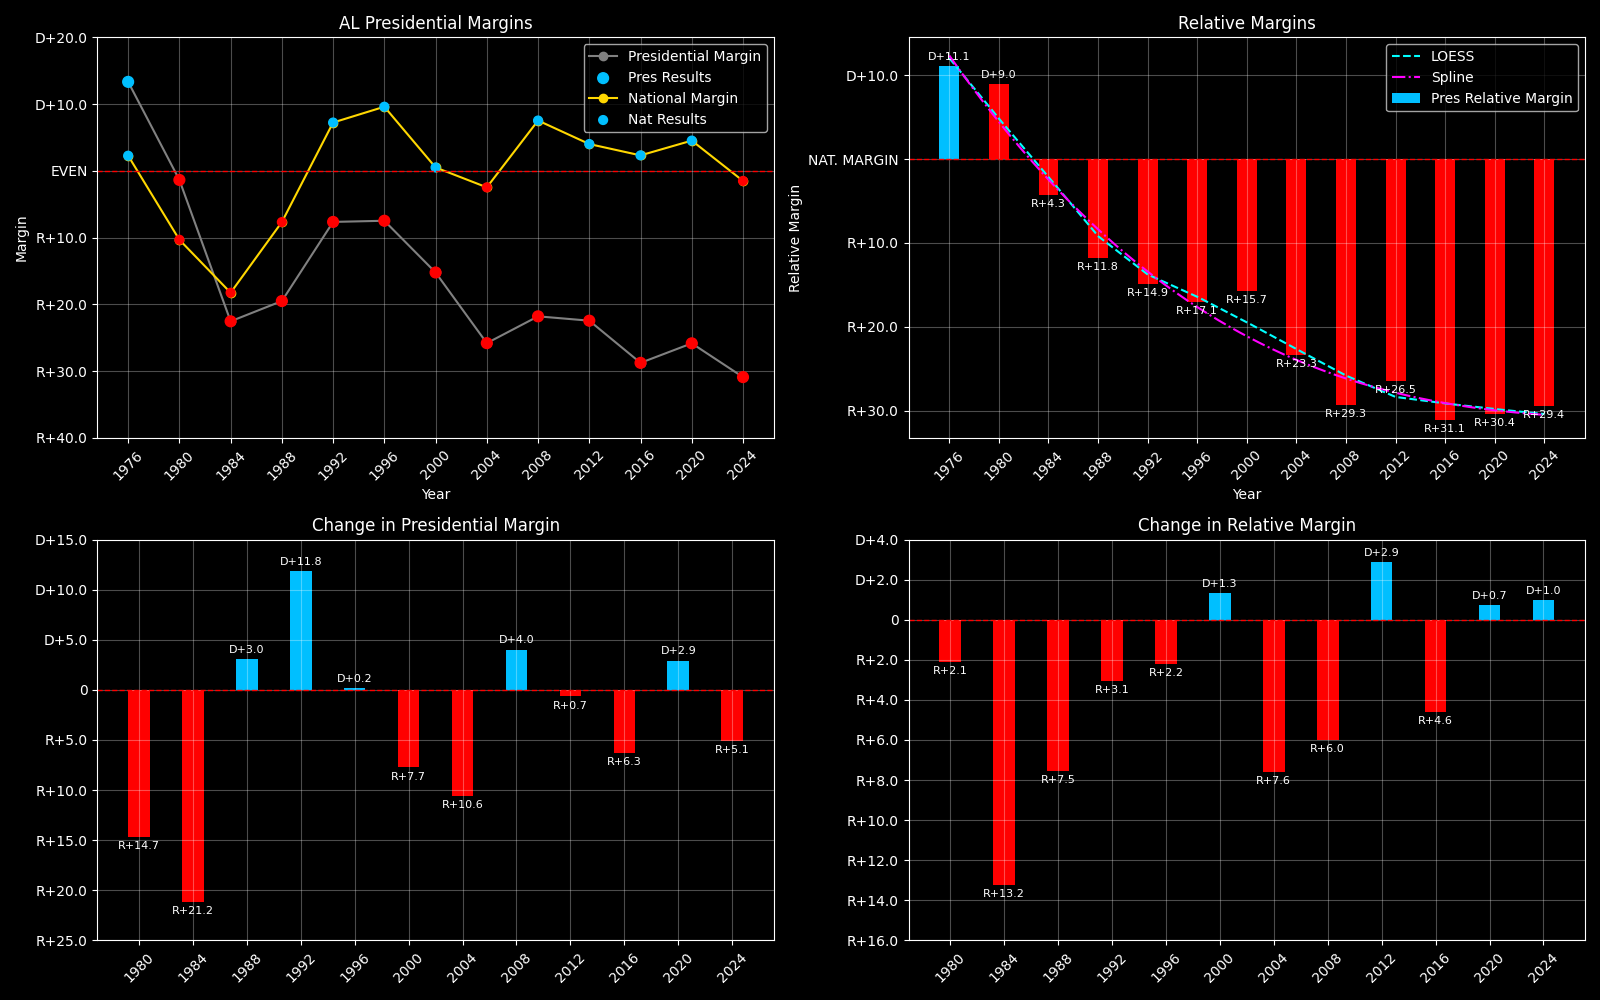 AL Presidential Margins
D+20.0
D+10.0
EVEN
R+10.0
R+20.0
R+30.0
R+40.0
Margin
Presidential Margin
Pres Results
National Margin
Nat Results
1976 1980 1984 1988 1992 1996 2000 2004 2008 2012 2016 2020 2024
Year
Relative Margins
D+10.0
NAT. MARGIN
R+10.0
R+20.0
R+30.0
Relative Margin
LOESS
Spline
Pres Relative Margin
D+11.1
D+9.0
R+4.3
R+11.8
R+14.9
R+17.1
R+15.7
R+23.3
R+29.3
R+26.5
R+31.1
R+30.4
R+29.4
1976 1980 1984 1988 1992 1996 2000 2004 2008 2012 2016 2020 2024
Year
Change in Presidential Margin
D+15.0
D+10.0
D+5.0
0
R+5.0
R+10.0
R+15.0
R+20.0
R+25.0
R+14.7
R+21.2
D+3.0
D+11.8
D+0.2
R+7.7
R+10.6
D+4.0
R+0.7
R+6.3
D+2.9
R+5.1
1980 1984 1988 1992 1996 2000 2004 2008 2012 2016 2020 2024
Change in Relative Margin
D+4.0
D+2.0
0
R+2.0
R+4.0
R+6.0
R+8.0
R+10.0
R+12.0
R+14.0
R+16.0
R+2.1
R+13.2
R+7.5
R+3.1
R+2.2
D+1.3
R+7.6
R+6.0
D+2.9
R+4.6
D+0.7
D+1.0
1980 1984 1988 1992 1996 2000 2004 2008 2012 2016 2020 2024